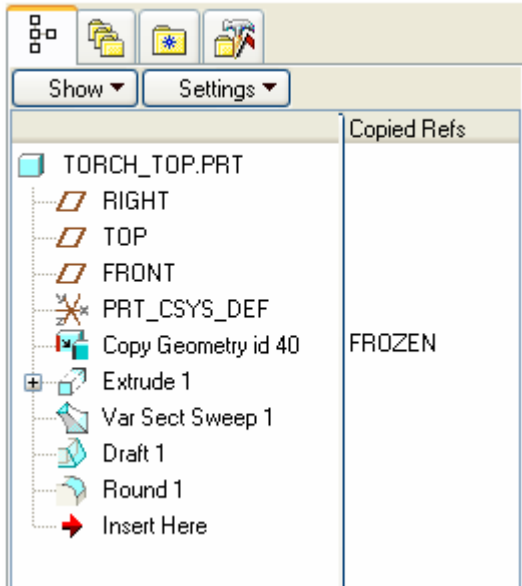 Show Settings
Copied Refs
TORCH_TOP.PRT
RIGHT
TOP
FRONT
PRT_CSYS_DEF
Copy Geometry id 40 FROZEN
Extrude 1
Var Sect Sweep 1
Draft 1
Round 1
Insert Here